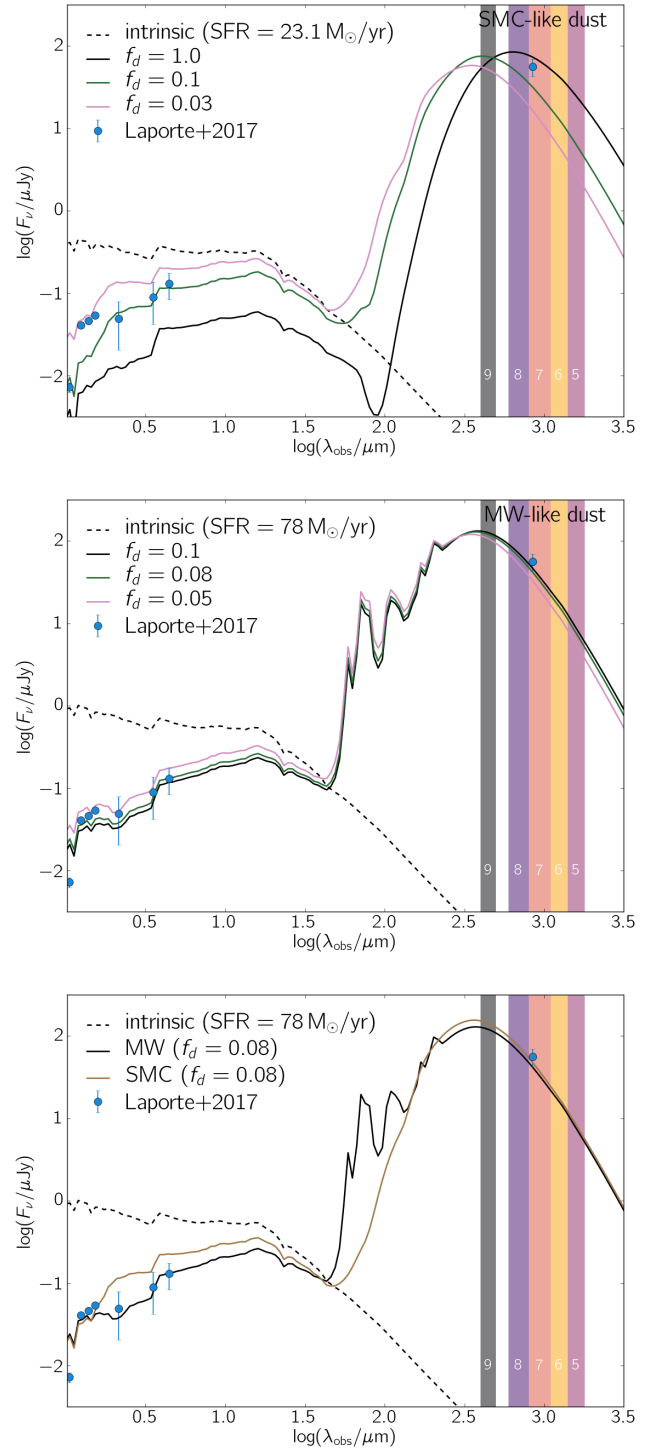 SMC-like dust
intrinsic (SFR = 23.1 M⊙/yr)
f_d = 1.0
f_d = 0.1
f_d = 0.03
Laporte+2017
log(F_ν/μJy)
2
1
0
−1
−2
9 8 7 6 5
0.5 1.0 1.5 2.0 2.5 3.0 3.5
log(λ_obs/μm)
MW-like dust
intrinsic (SFR = 78 M⊙/yr)
f_d = 0.1
f_d = 0.08
f_d = 0.05
Laporte+2017
log(F_ν/μJy)
2
1
0
−1
−2
9 8 7 6 5
0.5 1.0 1.5 2.0 2.5 3.0 3.5
log(λ_obs/μm)
intrinsic (SFR = 78 M⊙/yr)
MW (f_d = 0.08)
SMC (f_d = 0.08)
Laporte+2017
log(F_ν/μJy)
2
1
0
−1
−2
9 8 7 6 5
0.5 1.0 1.5 2.0 2.5 3.0 3.5
log(λ_obs/μm)